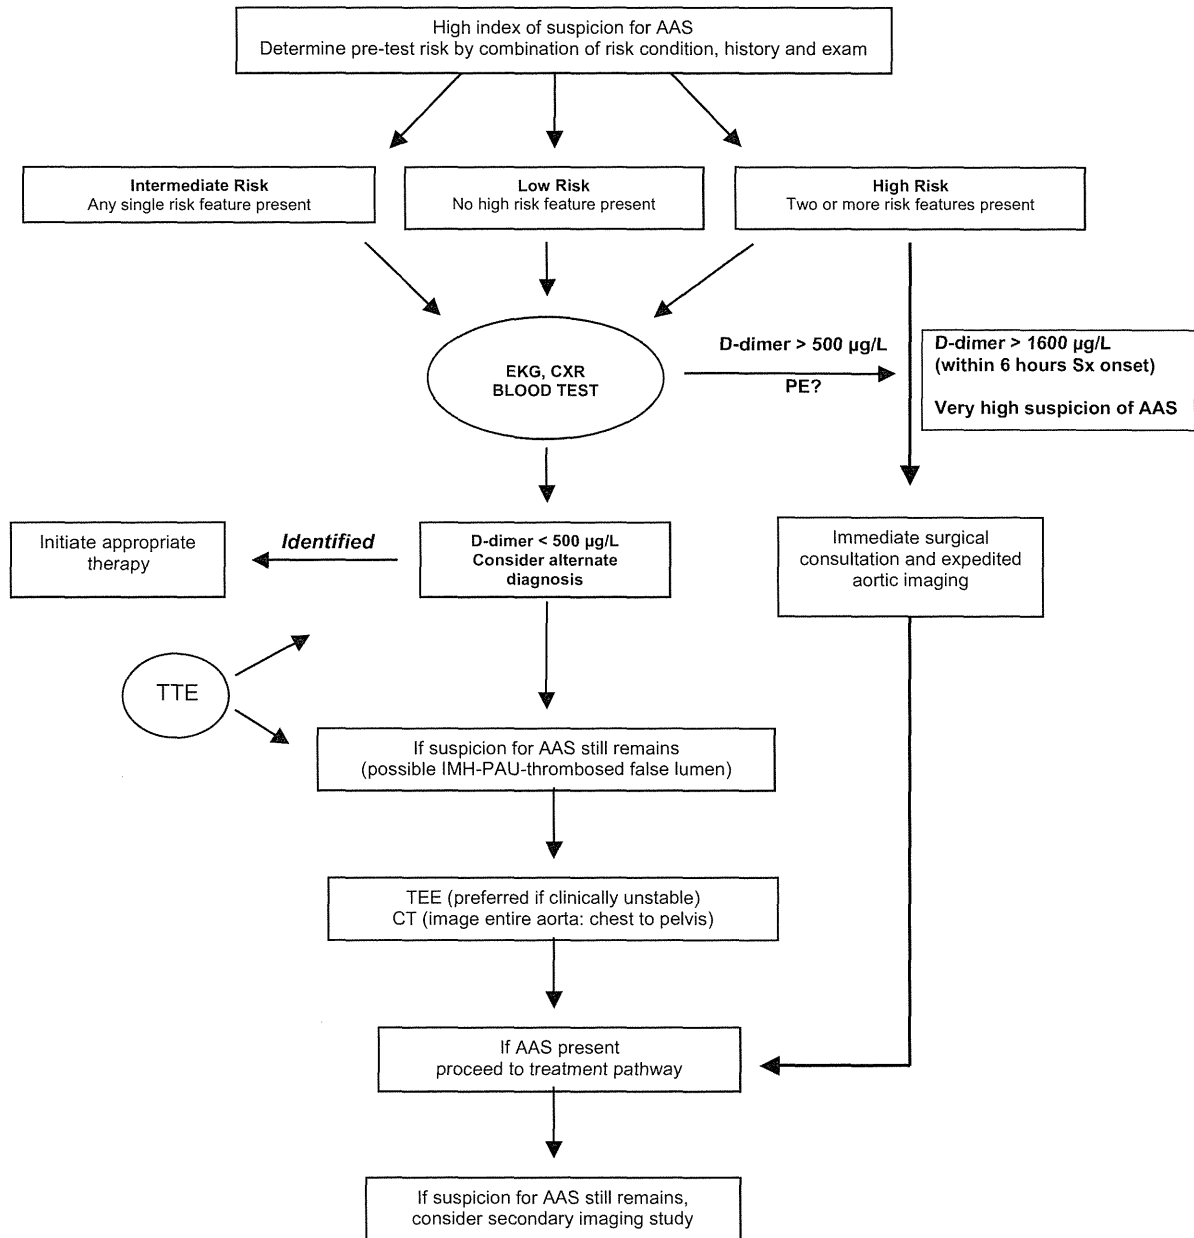 High index of suspicion for AAS
Determine pre-test risk by combination of risk condition, history and exam
Intermediate Risk
Any single risk feature present
Low Risk
No high risk feature present
High Risk
Two or more risk features present
EKG, CXR
BLOOD TEST
D-dimer > 500 µg/L
PE?
D-dimer > 1600 µg/L
(within 6 hours Sx onset)
Very high suspicion of AAS
Initiate appropriate
therapy
Identified
D-dimer < 500 µg/L
Consider alternate
diagnosis
Immediate surgical
consultation and expedited
aortic imaging
TTE
If suspicion for AAS still remains
(possible IMH-PAU-thrombosed false lumen)
TEE (preferred if clinically unstable)
CT (image entire aorta: chest to pelvis)
If AAS present
proceed to treatment pathway
If suspicion for AAS still remains,
consider secondary imaging study